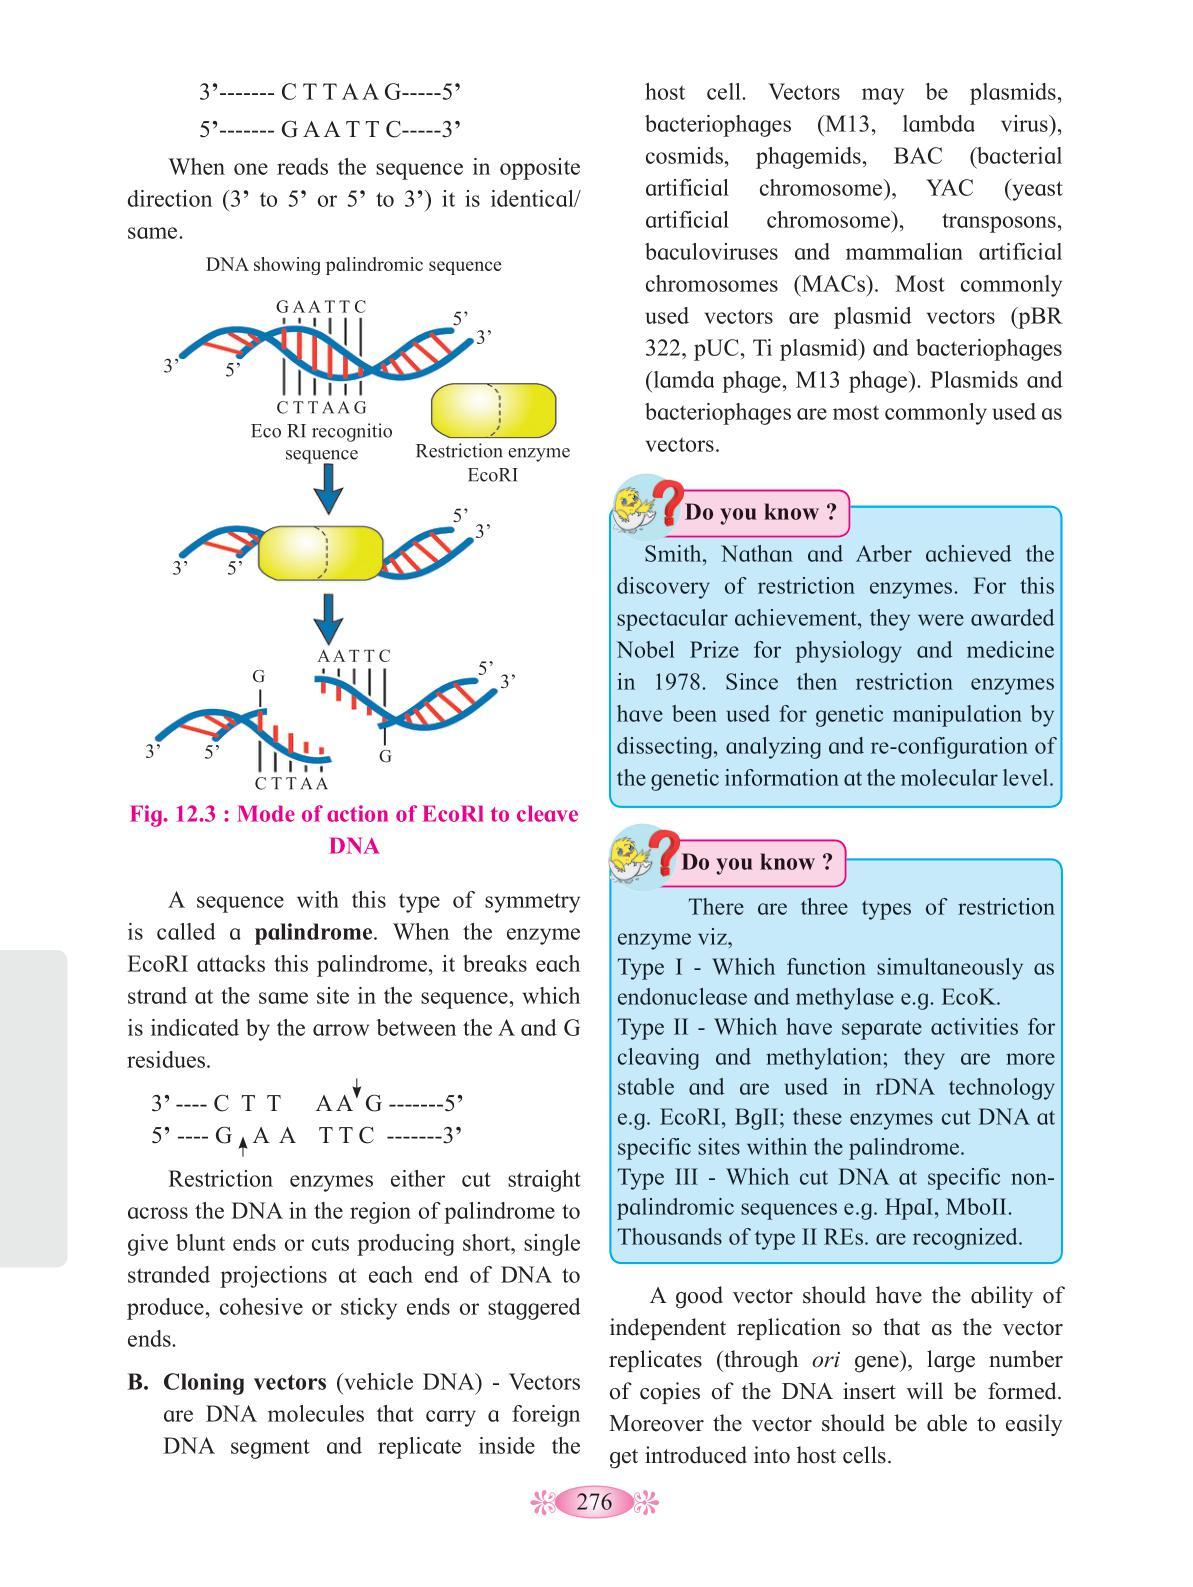 3’------- C T T A A G-----5’
5’------- G A A T T C-----3’
When one reads the sequence in opposite
direction (3’ to 5’ or 5’ to 3’) it is identical/
same.
DNA showing palindromic sequence
G A A T T C
5’
3’
3’
5’
C T T A A G
Eco RI recognitio
sequence
Restriction enzyme
EcoRI
5’
3’
3’
5’
A A T T C
G
5’
3’
3’
5’
G
C T T A A
Fig. 12.3 : Mode of action of EcoRl to cleave
DNA
A sequence with this type of symmetry
is called a palindrome. When the enzyme
EcoRI attacks this palindrome, it breaks each
strand at the same site in the sequence, which
is indicated by the arrow between the A and G
residues.
3’ ---- C T T A A G -------5’
5’ ---- G A A T T C -------3’
Restriction enzymes either cut straight
across the DNA in the region of palindrome to
give blunt ends or cuts producing short, single
stranded projections at each end of DNA to
produce, cohesive or sticky ends or staggered
ends.
B. Cloning vectors (vehicle DNA) - Vectors
are DNA molecules that carry a foreign
DNA segment and replicate inside the
host cell. Vectors may be plasmids,
bacteriophages (M13, lambda virus),
cosmids, phagemids, BAC (bacterial
artificial chromosome), YAC (yeast
artificial chromosome), transposons,
baculoviruses and mammalian artificial
chromosomes (MACs). Most commonly
used vectors are plasmid vectors (pBR
322, pUC, Ti plasmid) and bacteriophages
(lamda phage, M13 phage). Plasmids and
bacteriophages are most commonly used as
vectors.
Do you know ?
Smith, Nathan and Arber achieved the
discovery of restriction enzymes. For this
spectacular achievement, they were awarded
Nobel Prize for physiology and medicine
in 1978. Since then restriction enzymes
have been used for genetic manipulation by
dissecting, analyzing and re-configuration of
the genetic information at the molecular level.
Do you know ?
There are three types of restriction
enzyme viz,
Type I - Which function simultaneously as
endonuclease and methylase e.g. EcoK.
Type II - Which have separate activities for
cleaving and methylation; they are more
stable and are used in rDNA technology
e.g. EcoRI, BgII; these enzymes cut DNA at
specific sites within the palindrome.
Type III - Which cut DNA at specific non-
palindromic sequences e.g. HpaI, MboII.
Thousands of type II REs. are recognized.
A good vector should have the ability of
independent replication so that as the vector
replicates (through ori gene), large number
of copies of the DNA insert will be formed.
Moreover the vector should be able to easily
get introduced into host cells.
276